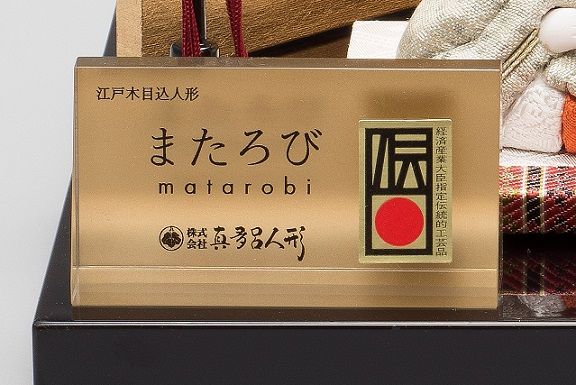 江戸木目込人形
またろび
matarobi
株式会社 真多呂人形
伝
経済産業大臣指定伝統的工芸品